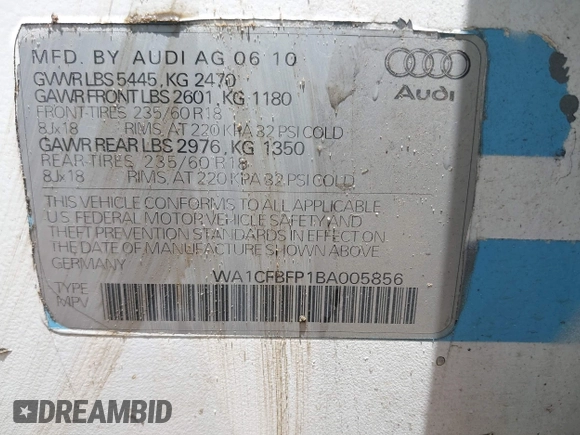 MFD. BY AUDI AG 06 10
GVWR LBS 5445, KG 2470
GAWR FRONT LBS 2601, KG 1180
FRONT-TIRES 235/60 R18
8Jx18 RIMS, AT 220 KPA 32 PSI COLD
GAWR REAR LBS 2976, KG 1350
REAR-TIRES 235/60 R18
8Jx18 RIMS, AT 220 KPA 32 PSI COLD
Audi
THIS VEHICLE CONFORMS TO ALL APPLICABLE
U.S. FEDERAL MOTOR VEHICLE SAFETY AND
THEFT PREVENTION STANDARDS IN EFFECT ON
THE DATE OF MANUFACTURE SHOWN ABOVE
GERMANY WA1CFBFP1BA005856
TYPE
MPV
DREAMBID